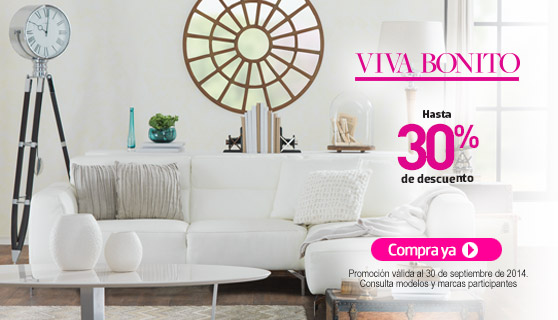 VIVA BONITO
Hasta
30%
de descuento
Compra ya
Promoción válida al 30 de septiembre de 2014.
Consulta modelos y marcas participantes